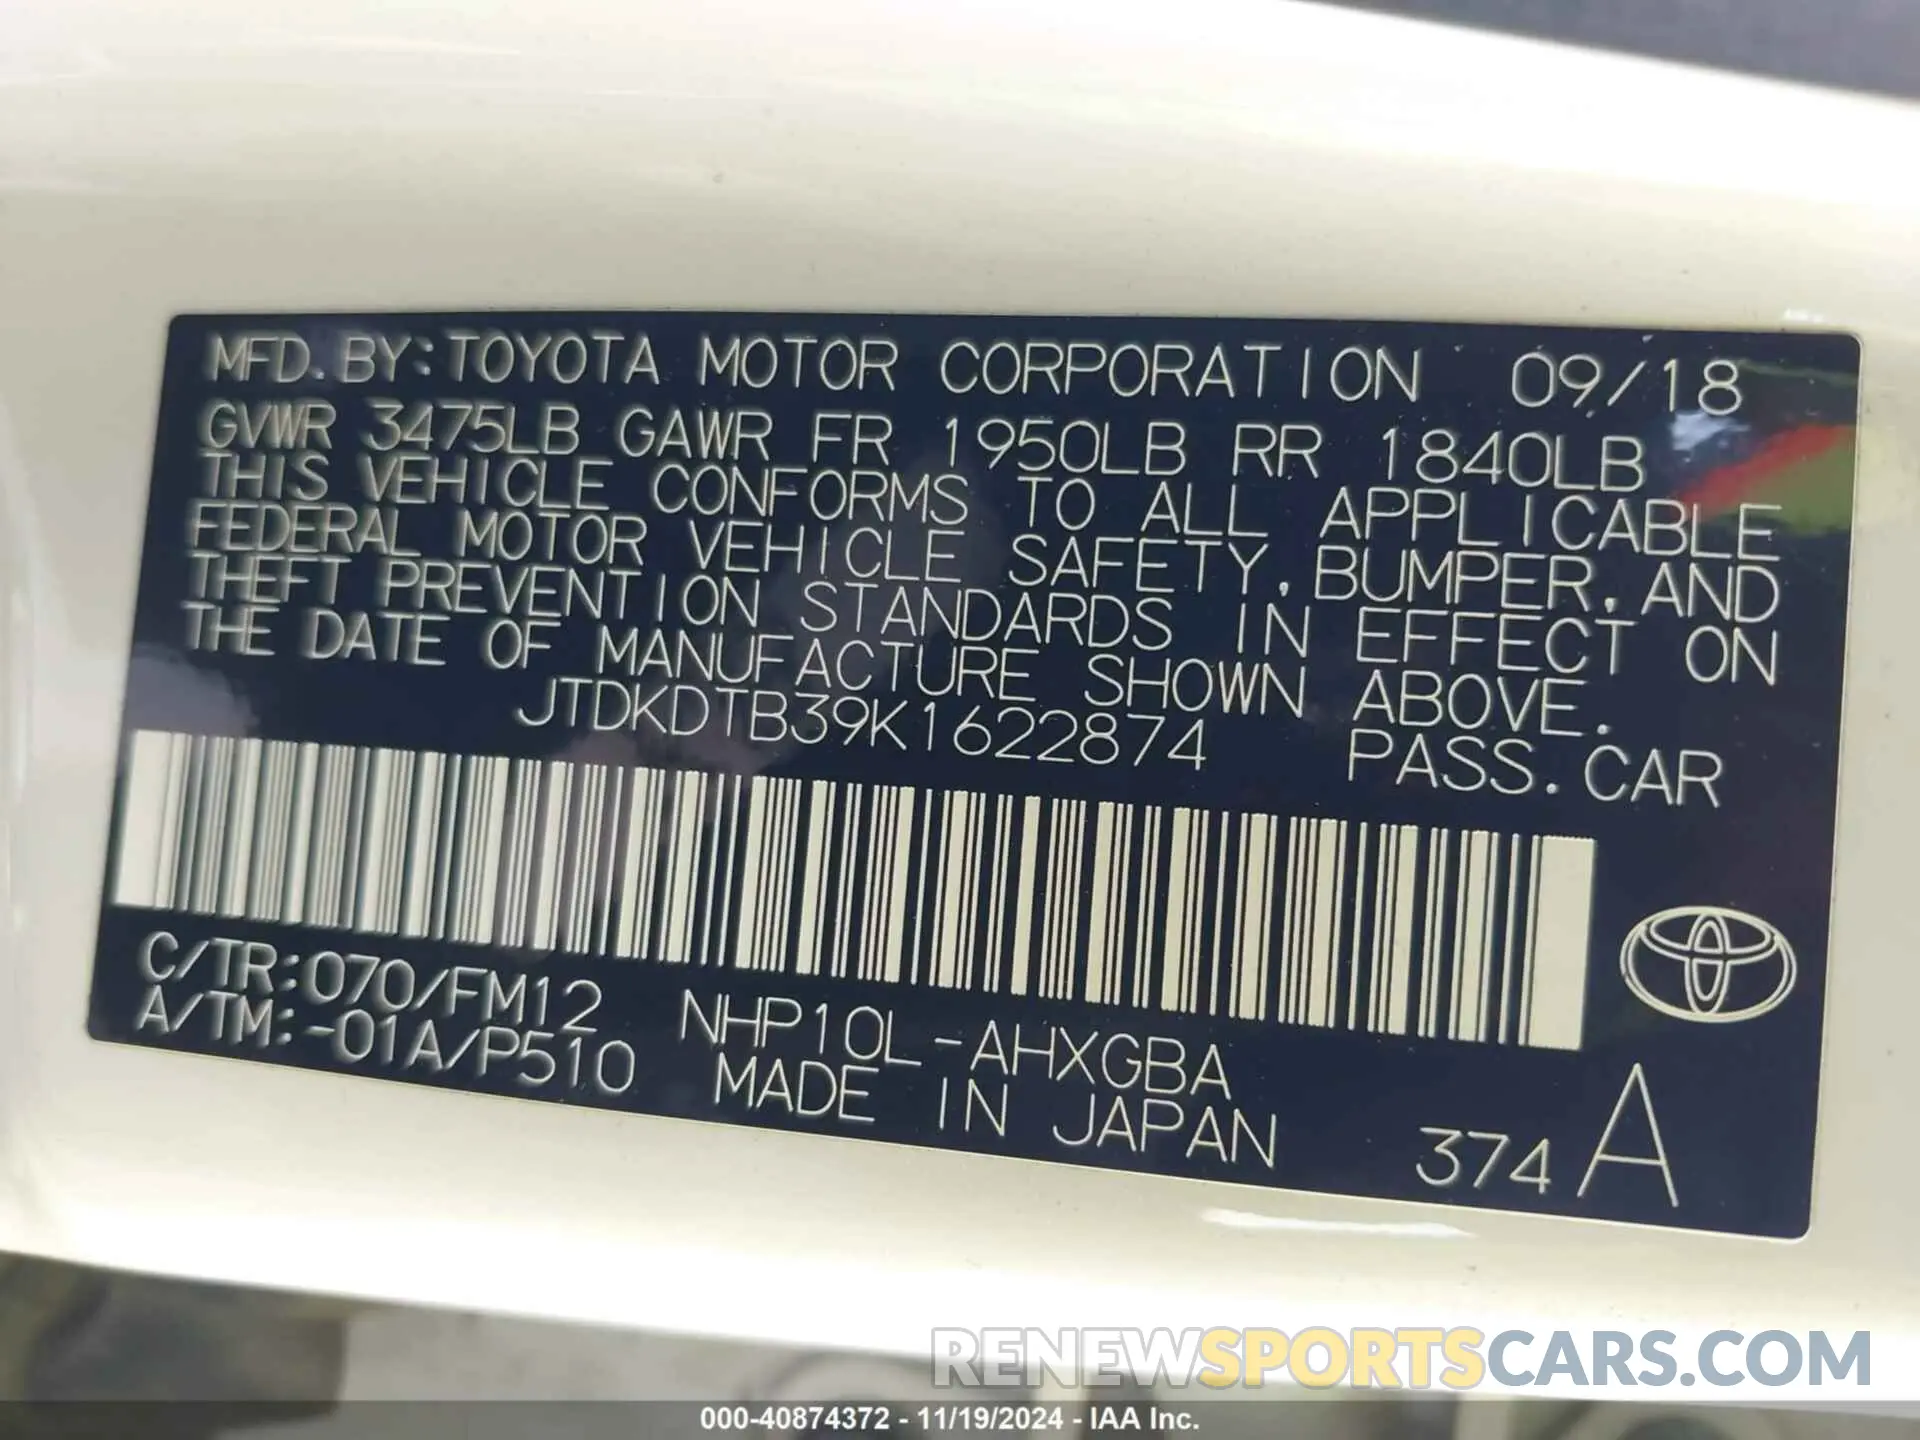 MFD. BY: TOYOTA MOTOR CORPORATION 09/18
GVWR 3475LB GAWR FR 1950LB RR 1840LB
THIS VEHICLE CONFORMS TO ALL APPLICABLE
FEDERAL MOTOR VEHICLE SAFETY, BUMPER, AND
THEFT PREVENTION STANDARDS IN EFFECT ON
THE DATE OF MANUFACTURE SHOWN ABOVE.
JTDKDTB39K1622874 PASS. CAR
C/TR:070/FM12 NHP10L-AHXGBA
A/TM:-01A/P510 MADE IN JAPAN 374 A
RENEWSPORTSCARS.COM
000-40874372 - 11/19/2024 - IAA Inc.